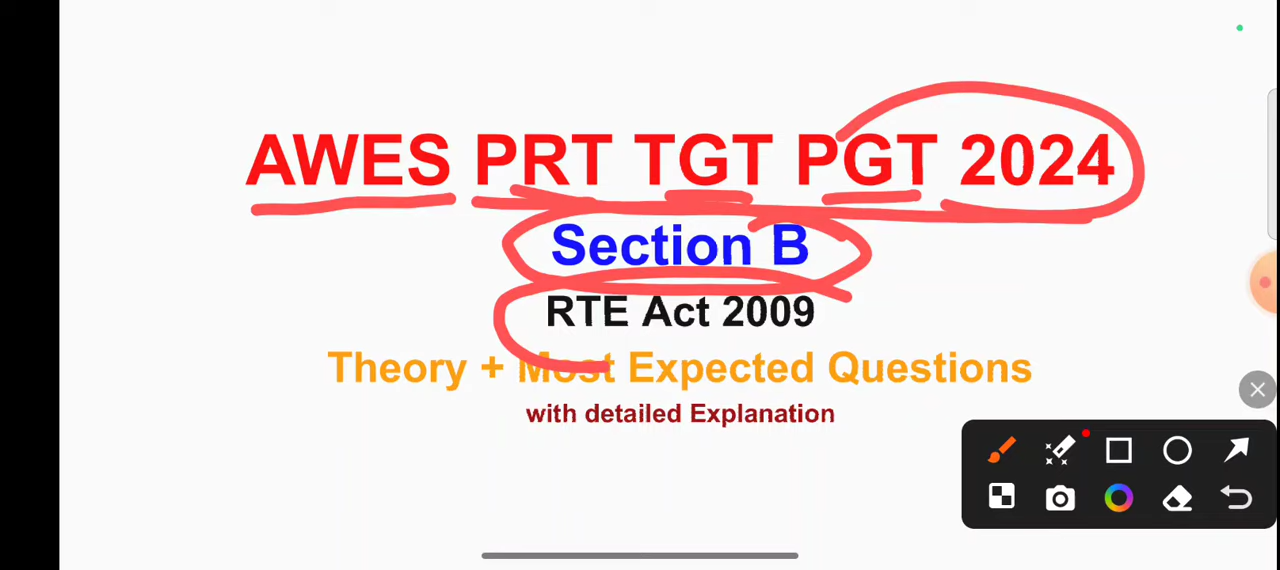 AWES PRT TGT PGT 2024
Section B
RTE Act 2009
Theory + Most Expected Questions
with detailed Explanation